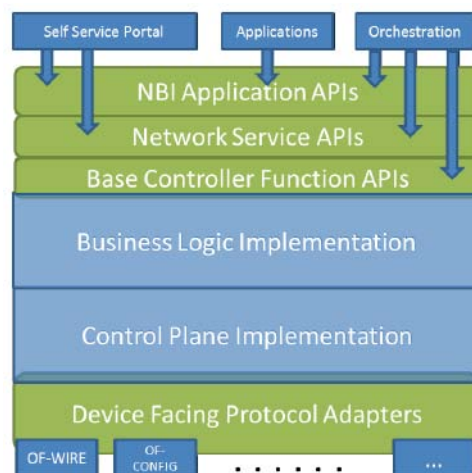 Self Service Portal
Applications
Orchestration
NBI Application APIs
Network Service APIs
Base Controller Function APIs
Business Logic Implementation
Control Plane Implementation
Device Facing Protocol Adapters
OF-WIRE
OF-
CONFIG
. . . . . .
...